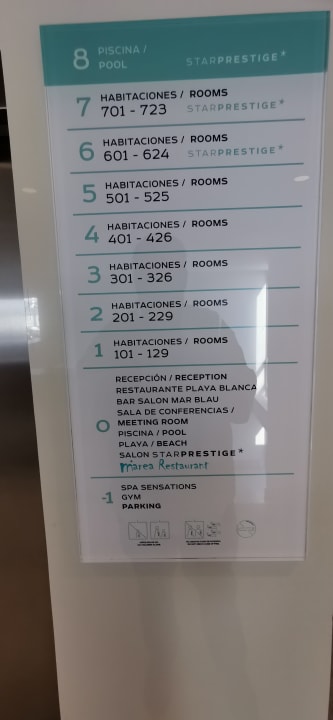 8 PISCINA /
POOL STARPRESTIGE*
7 HABITACIONES / ROOMS
701 - 723 STARPRESTIGE*
6 HABITACIONES / ROOMS
601 - 624 STARPRESTIGE*
5 HABITACIONES / ROOMS
501 - 525
4 HABITACIONES / ROOMS
401 - 426
3 HABITACIONES / ROOMS
301 - 326
2 HABITACIONES / ROOMS
201 - 229
1 HABITACIONES / ROOMS
101 - 129
0 RECEPCIÓN / RECEPTION
RESTAURANTE PLAYA BLANCA
BAR SALON MAR BLAU
SALA DE CONFERENCIAS /
MEETING ROOM
PISCINA / POOL
PLAYA / BEACH
SALON STARPRESTIGE*
marea Restaurant
-1 SPA SENSATIONS
GYM
PARKING